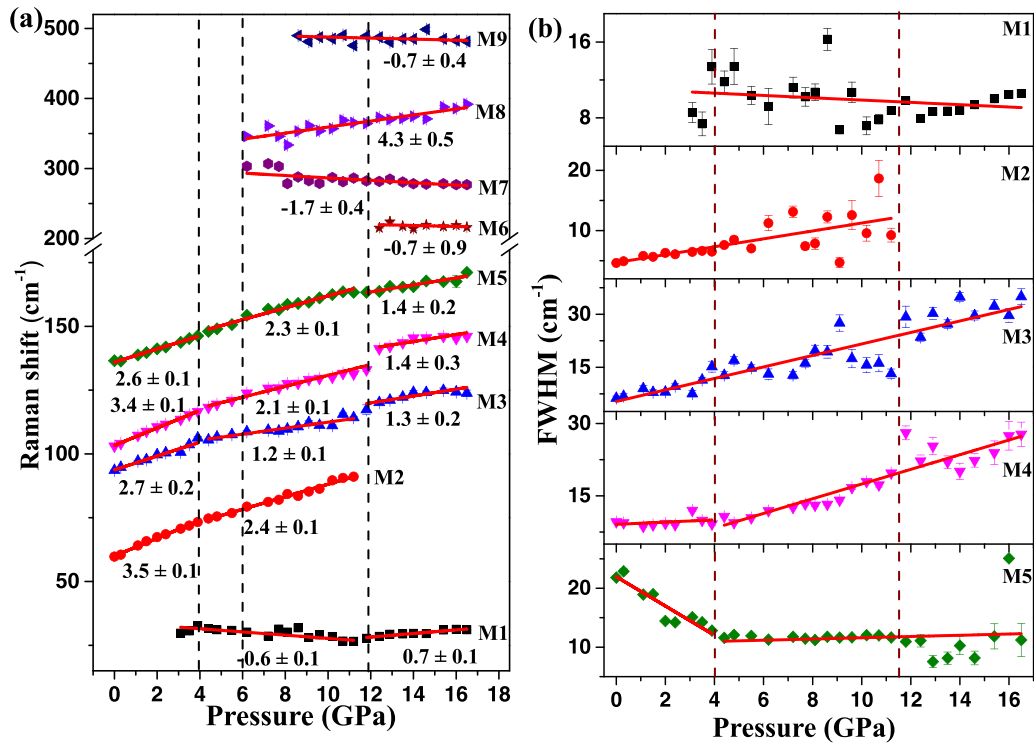 (a)
500
400
300
200
150
100
50
Raman shift (cm-1)
M9
-0.7 ± 0.4
M8
4.3 ± 0.5
M7
-1.7 ± 0.4
M6
-0.7 ± 0.9
M5
2.6 ± 0.1
2.3 ± 0.1
1.4 ± 0.2
M4
3.4 ± 0.1
2.1 ± 0.1
1.4 ± 0.3
M3
2.7 ± 0.2
1.2 ± 0.1
1.3 ± 0.2
M2
3.5 ± 0.1
2.4 ± 0.1
M1
-0.6 ± 0.1
0.7 ± 0.1
0 2 4 6 8 10 12 14 16 18
Pressure (GPa)
(b)
M1
16
8
M2
20
10
M3
30
15
M4
30
15
M5
20
10
FWHM (cm-1)
0 2 4 6 8 10 12 14 16
Pressure (GPa)